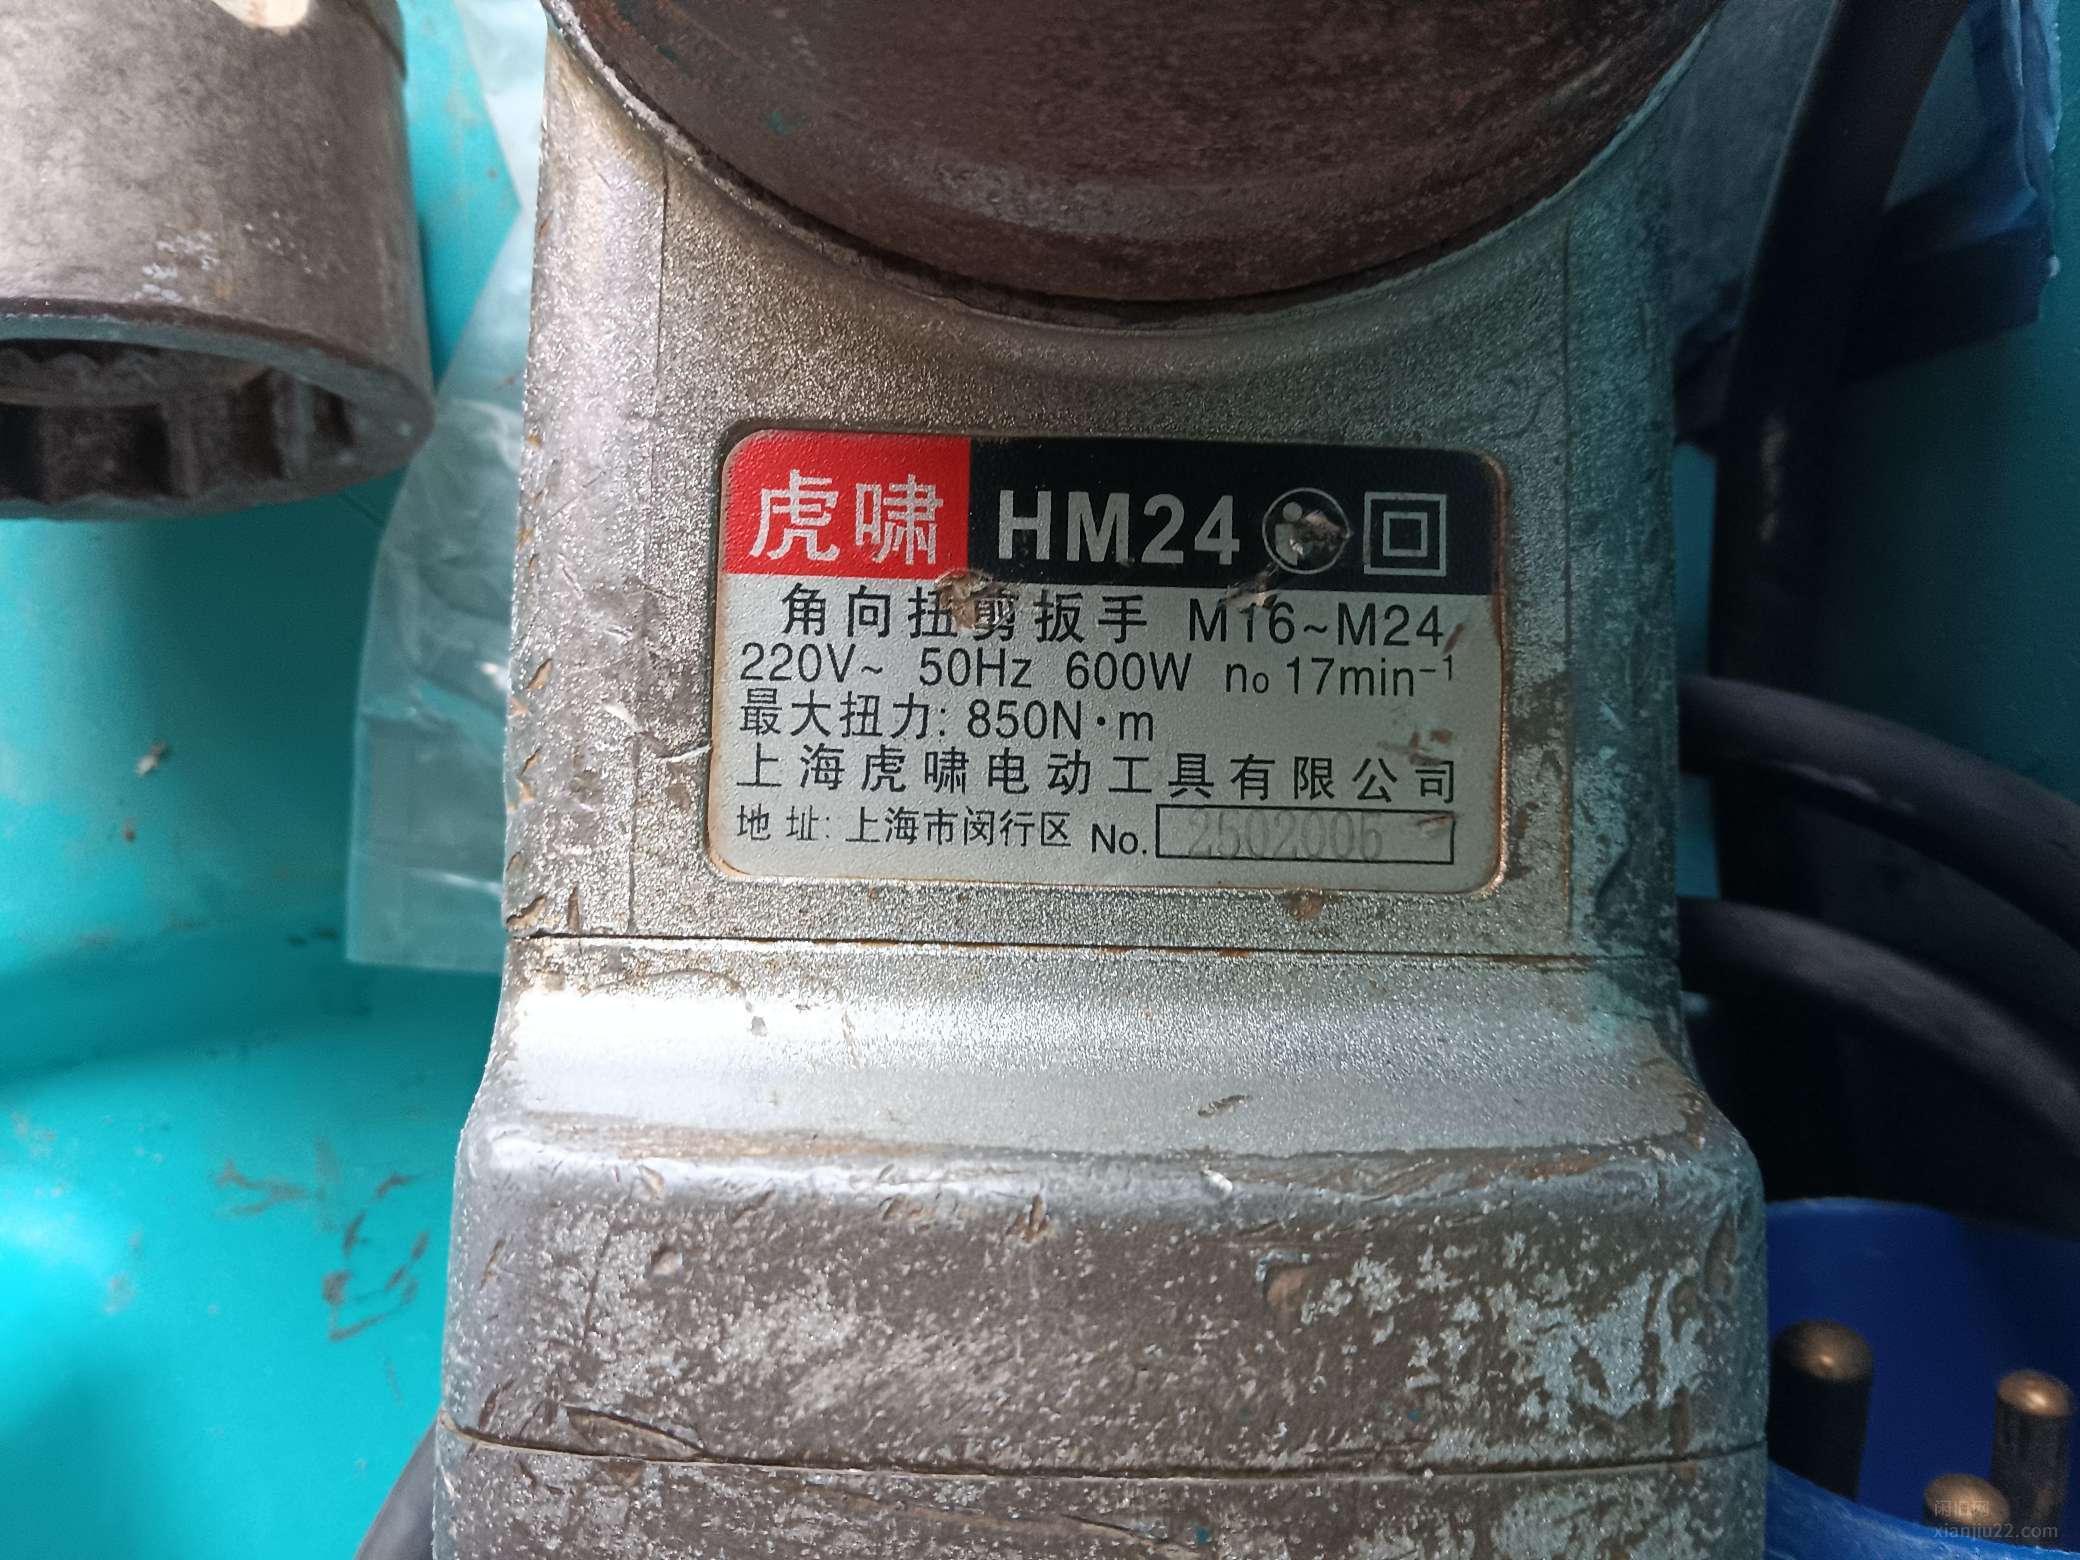 虎啸 HM24
角向扭剪扳手 M16~M24
220V~ 50Hz 600W n₀ 17min⁻¹
最大扭力: 850N·m
上海虎啸电动工具有限公司
地址: 上海市闵行区 No. 2502005
闲旧网
xianjiu22.com